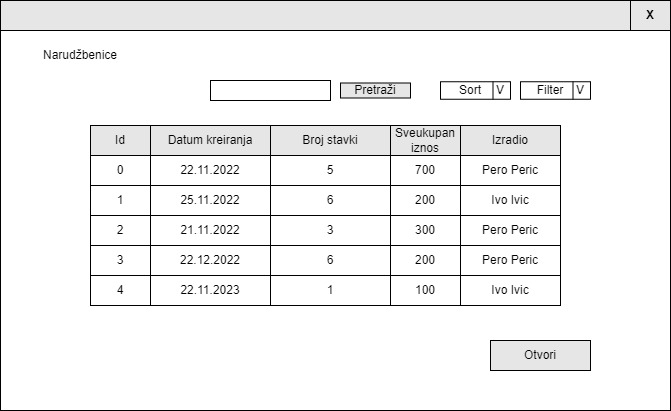 X
Narudžbenice
Pretraži Sort V Filter V
Id Datum kreiranja Broj stavki Sveukupan iznos Izradio
0 22.11.2022 5 700 Pero Peric
1 25.11.2022 6 200 Ivo Ivic
2 21.11.2022 3 300 Pero Peric
3 22.12.2022 6 200 Pero Peric
4 22.11.2023 1 100 Ivo Ivic
Otvori